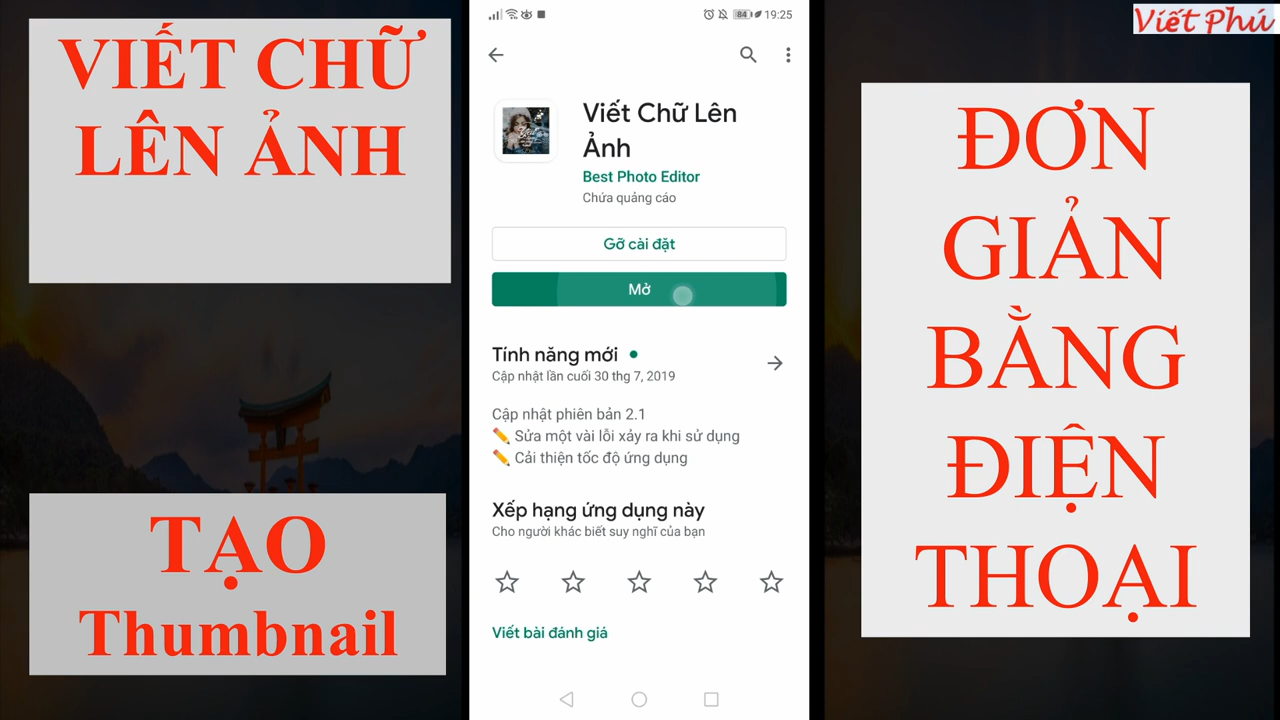 VIẾT CHỮ
LÊN ẢNH
TẠO
Thumbnail
84 19:25
Viết Chữ Lên
Ảnh
Best Photo Editor
Chứa quảng cáo
Gỡ cài đặt
Mở
Tính năng mới
Cập nhật lần cuối 30 thg 7, 2019
Cập nhật phiên bản 2.1
✏️ Sửa một vài lỗi xảy ra khi sử dụng
✏️ Cải thiện tốc độ ứng dụng
Xếp hạng ứng dụng này
Cho người khác biết suy nghĩ của bạn
Viết bài đánh giá
Viết Phú
ĐƠN
GIẢN
BẰNG
ĐIỆN
THOẠI